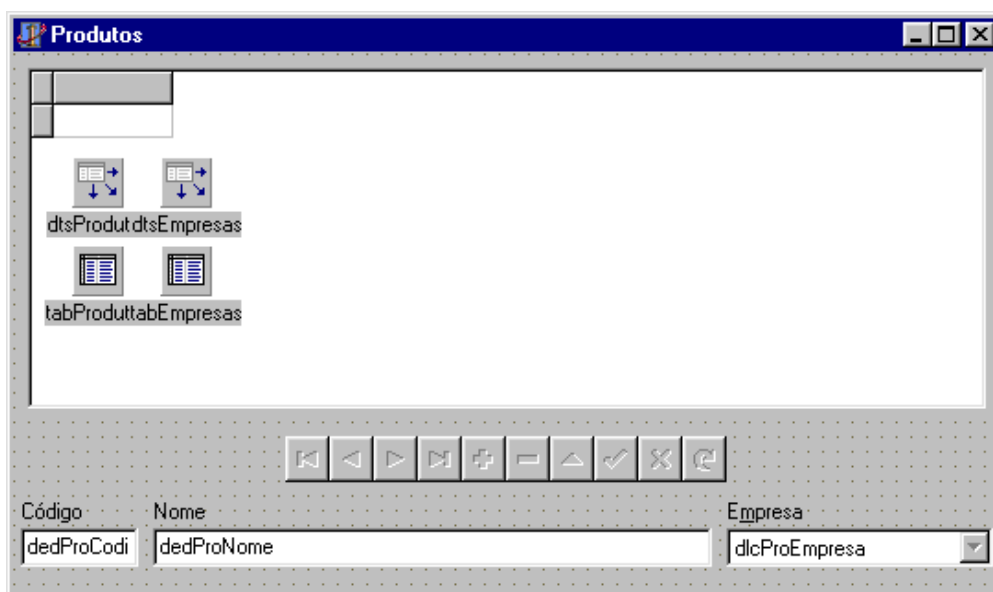 Produtos
dtsProdut dtsEmpresas
tabProdut tabEmpresas
Código Nome Empresa
dedProCodi dedProNome dlcProEmpresa